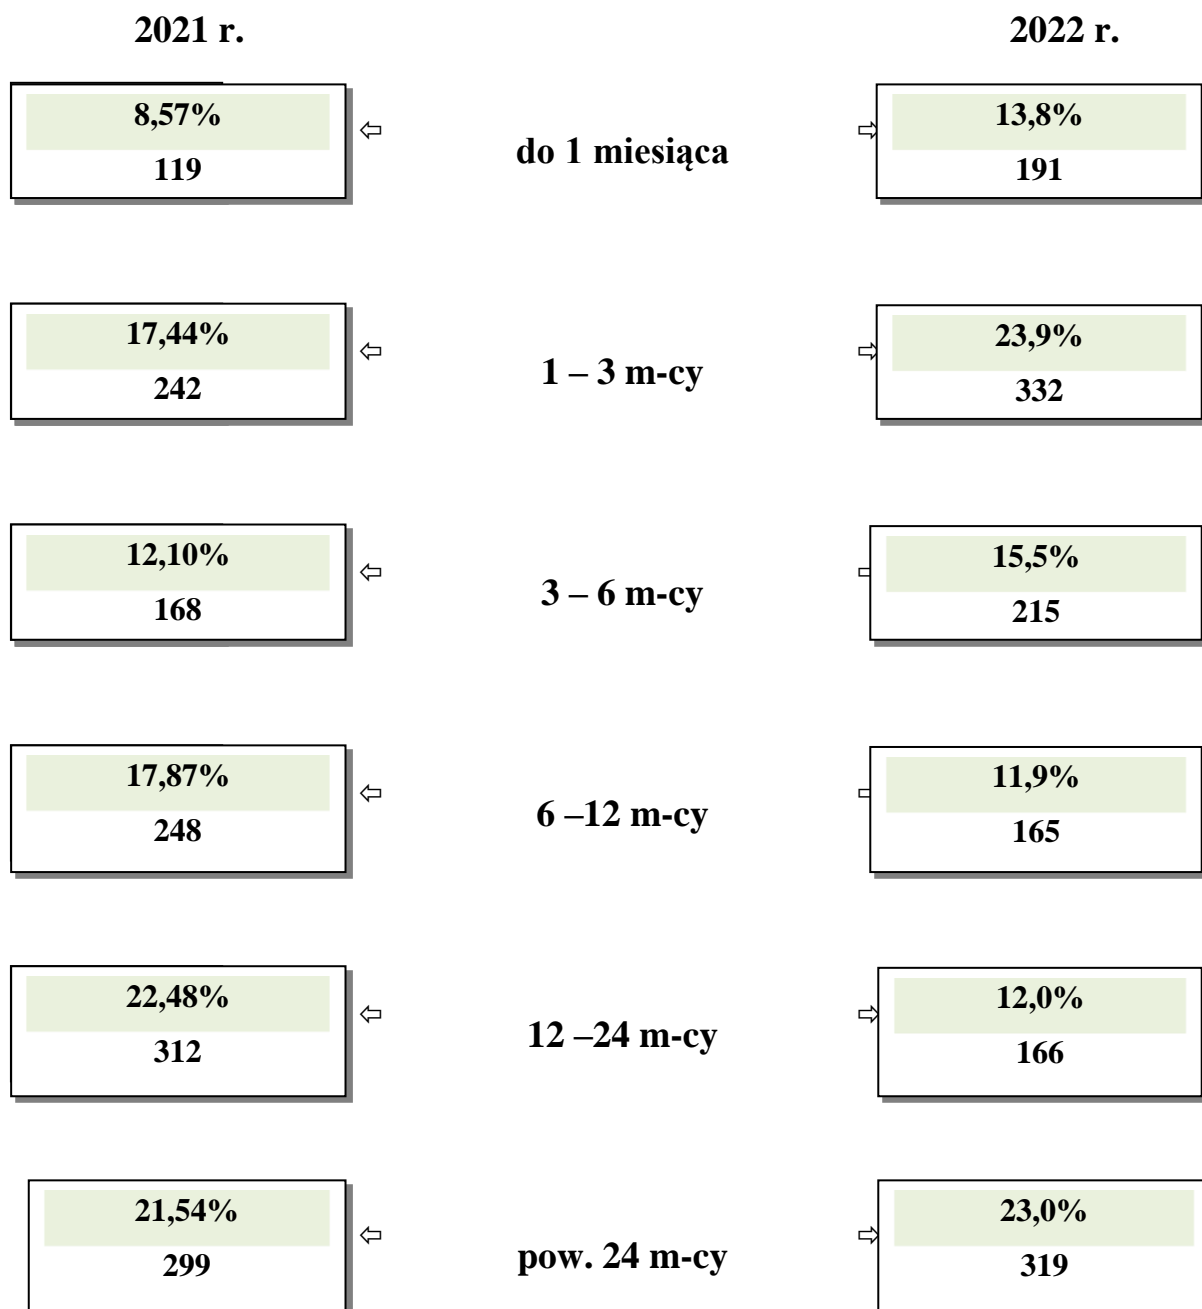 2021 r. 2022 r.
8,57% 13,8%
do 1 miesiąca
119 191
17,44% 23,9%
1 – 3 m-cy
242 332
12,10% 15,5%
3 – 6 m-cy
168 215
17,87% 11,9%
6 –12 m-cy
248 165
22,48% 12,0%
12 –24 m-cy
312 166
21,54% 23,0%
pow. 24 m-cy
299 319